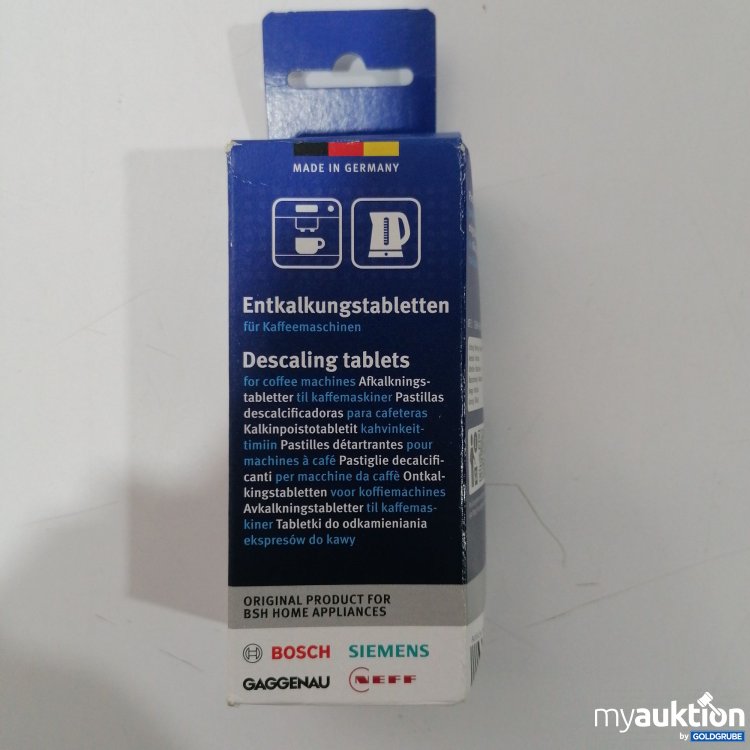 MADE IN GERMANY
Entkalkungstabletten
für Kaffeemaschinen
Descaling tablets
for coffee machines Afkalknings-
tabletter til kaffemaskiner Pastillas
descalcificadoras para cafeteras
Kalkinpoistotabletit kahvinkeit-
timiin Pastilles détartrantes pour
machines à café Pastiglie decalcifi-
canti per macchine da caffè Ontkal-
kingstabletten voor koffiemachines
Avkalkningstabletter til kaffemas-
kiner Tabletki do odkamieniania
ekspresów do kawy
ORIGINAL PRODUCT FOR
BSH HOME APPLIANCES
BOSCH SIEMENS
GAGGENAU NEFF
myauktion
by GOLDGRUBE